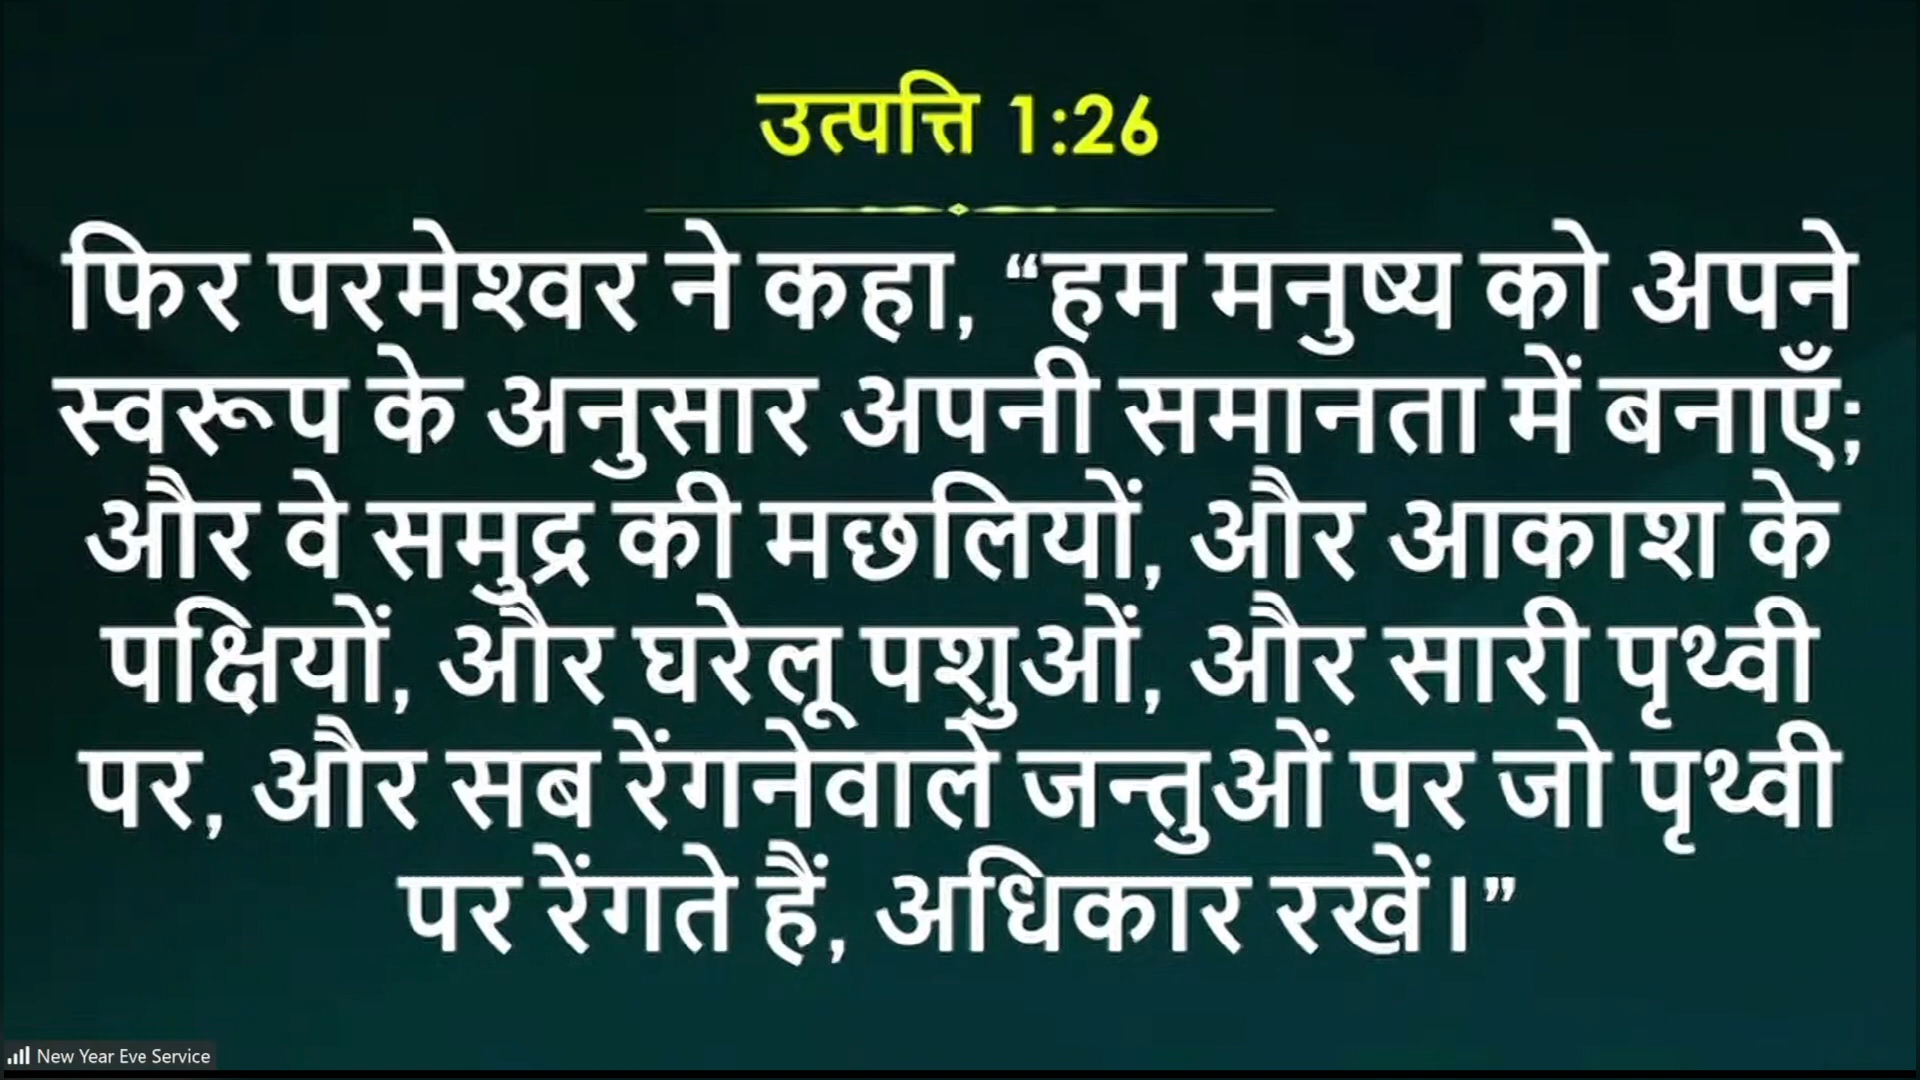 उत्पत्ति 1:26
फिर परमेश्वर ने कहा, “हम मनुष्य को अपने
स्वरूप के अनुसार अपनी समानता में बनाएँ;
और वे समुद्र की मछलियों, और आकाश के
पक्षियों, और घरेलू पशुओं, और सारी पृथ्वी
पर, और सब रेंगनेवाले जन्तुओं पर जो पृथ्वी
पर रेंगते हैं, अधिकार रखें।”
New Year Eve Service